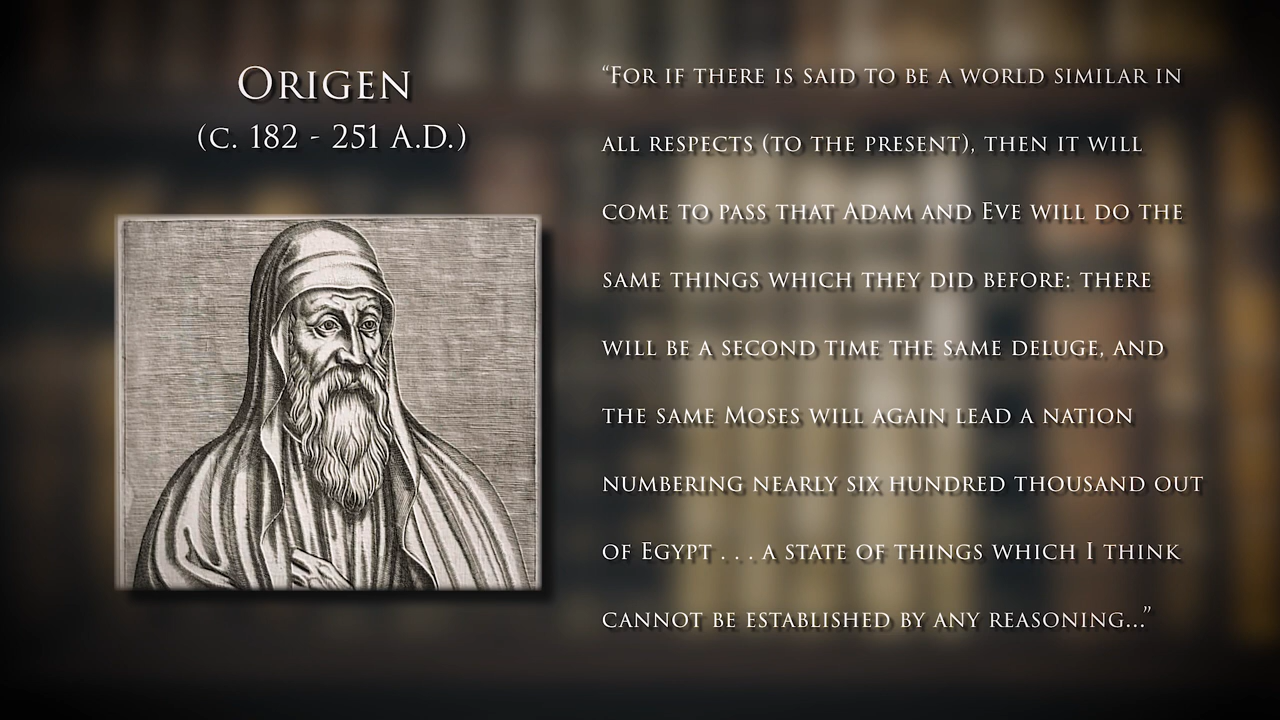 Origen
(c. 182 - 251 A.D.)
“For if there is said to be a world similar in
all respects (to the present), then it will
come to pass that Adam and Eve will do the
same things which they did before: there
will be a second time the same deluge, and
the same Moses will again lead a nation
numbering nearly six hundred thousand out
of Egypt . . . a state of things which I think
cannot be established by any reasoning...”